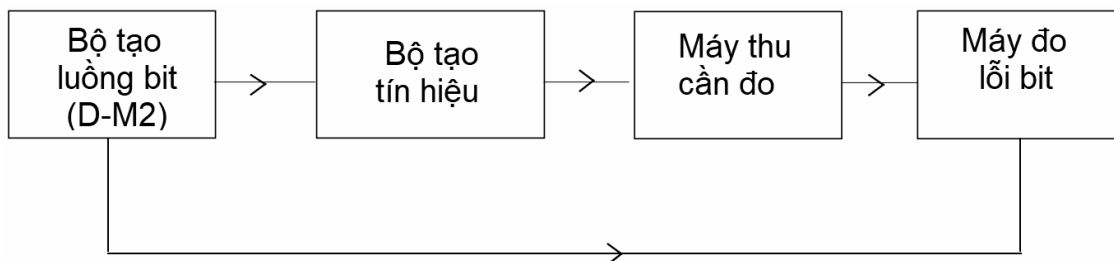 Bộ tạo
luồng bit
(D-M2)
Bộ tạo
tín hiệu
Máy thu
cần đo
Máy đo
lỗi bit